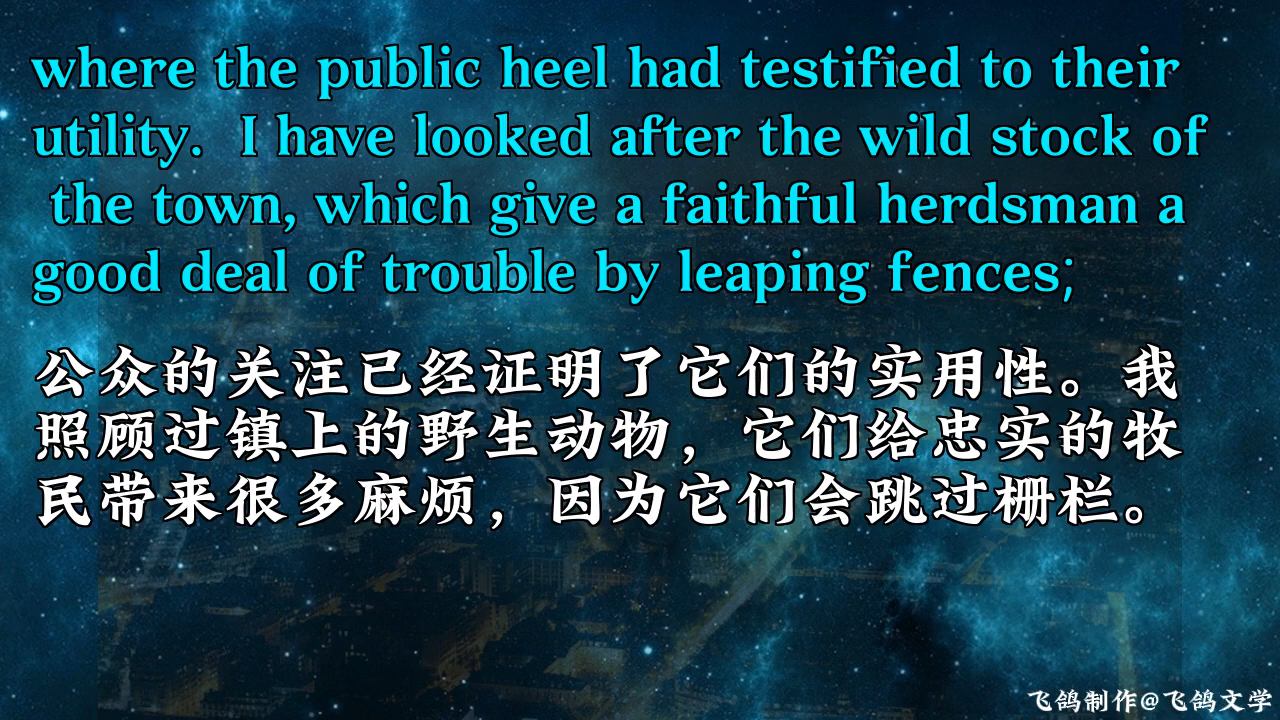 where the public heel had testified to their
utility. I have looked after the wild stock of
the town, which give a faithful herdsman a
good deal of trouble by leaping fences;
公众的关注已经证明了它们的实用性。我
照顾过镇上的野生动物，它们给忠实的牧
民带来很多麻烦，因为它们会跳过栅栏。
飞鸽制作@飞鸽文学